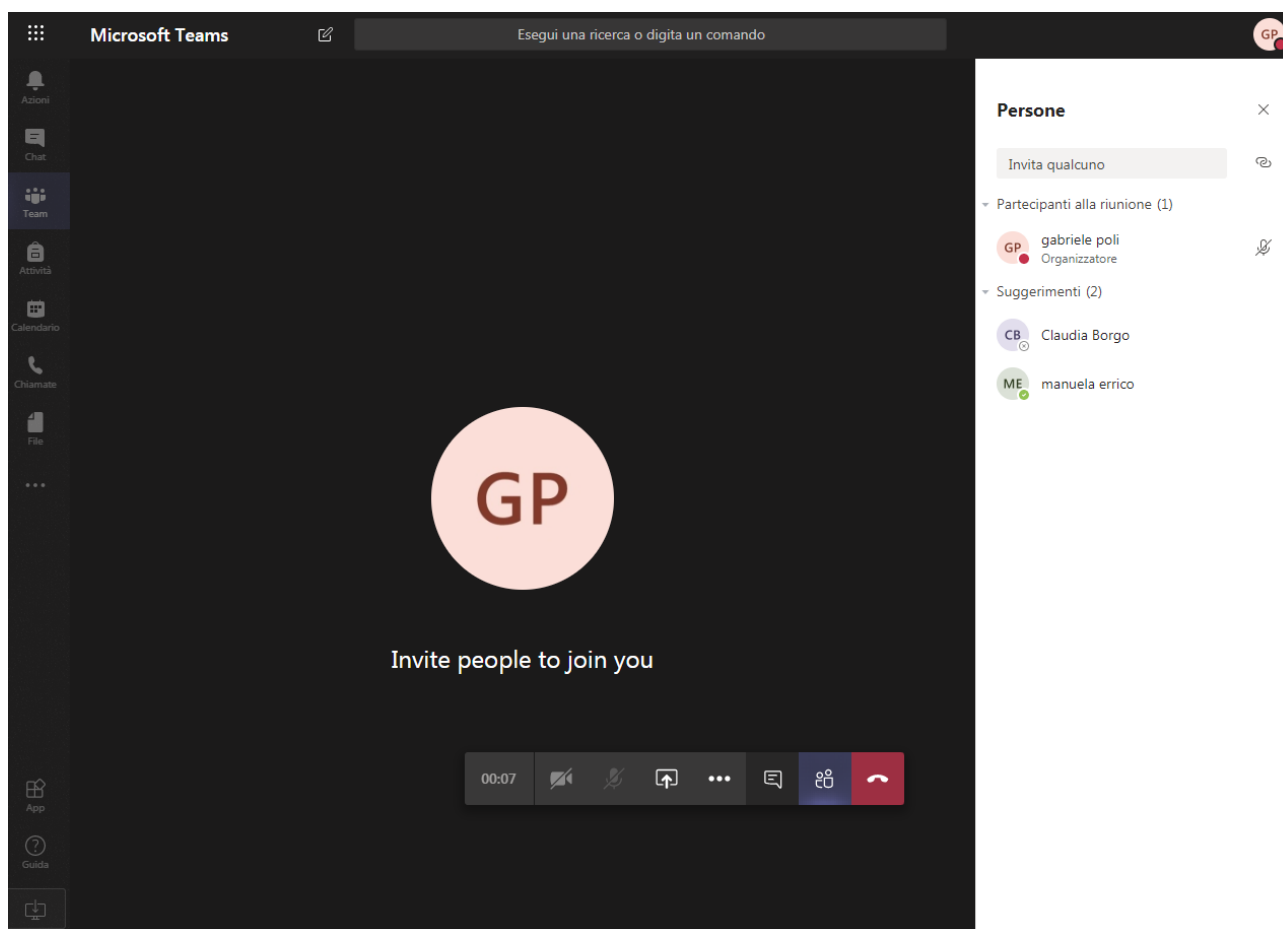 Microsoft Teams
Esegui una ricerca o digita un comando
GP
Azioni
Chat
Team
Attività
Calendario
Chiamate
File
App
Guida
GP
Invite people to join you
00:07
Persone
Invita qualcuno
Partecipanti alla riunione (1)
GP
gabriele poli
Organizzatore
Suggerimenti (2)
CB
Claudia Borgo
ME
manuela errico